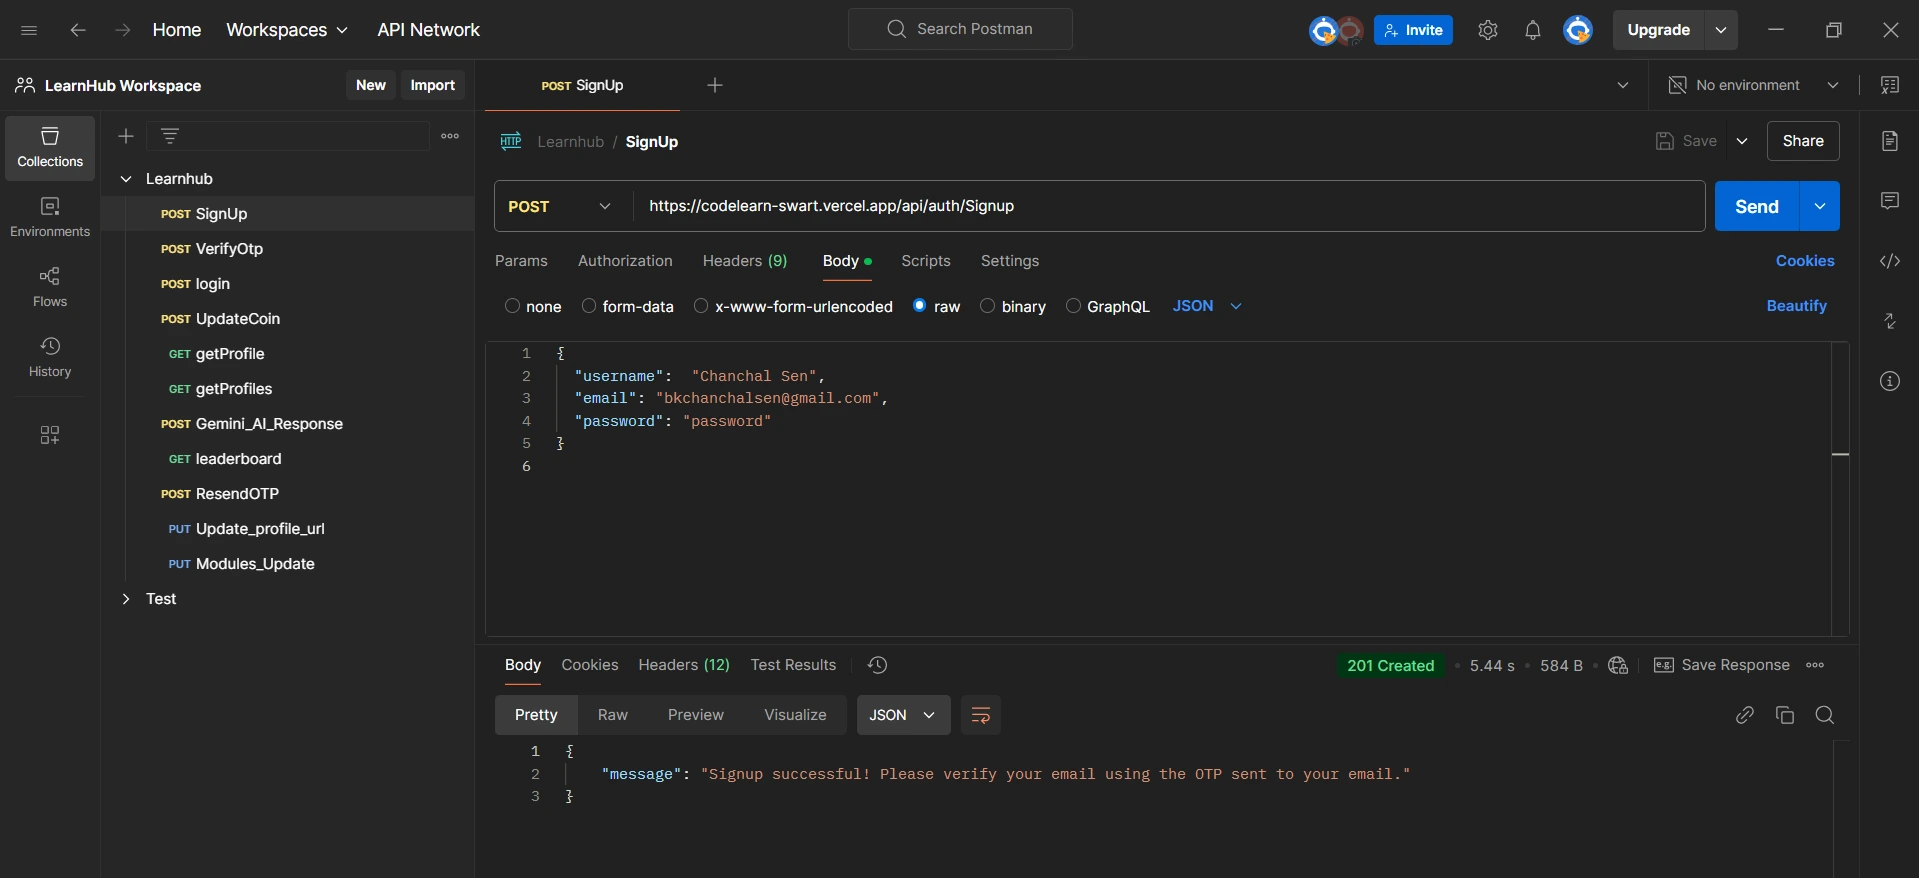 Home Workspaces API Network Search Postman Invite Upgrade
LearnHub Workspace New Import POST SignUp No environment
HTTP Learnhub / SignUp Save Share
Collections
Environments
Flows
History
Learnhub
POST SignUp
POST VerifyOtp
POST login
POST UpdateCoin
GET getProfile
GET getProfiles
POST Gemini_AI_Response
GET leaderboard
POST ResendOTP
PUT Update_profile_url
PUT Modules_Update
Test
POST https://codelearn-swart.vercel.app/api/auth/Signup Send
Params Authorization Headers (9) Body Scripts Settings Cookies
none form-data x-www-form-urlencoded raw binary GraphQL JSON Beautify
1 {
2 "username": "Chanchal Sen",
3 "email": "bkchanchalsen@gmail.com",
4 "password": "password"
5 }
6
Body Cookies Headers (12) Test Results 201 Created 5.44 s 584 B e.g. Save Response
Pretty Raw Preview Visualize JSON
1 {
2 "message": "Signup successful! Please verify your email using the OTP sent to your email."
3 }